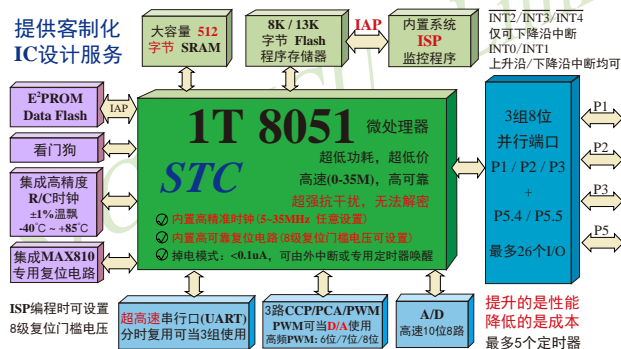 提供客制化
IC设计服务
大容量 512
字节 SRAM
8K / 13K
字节 Flash
程序存储器
IAP
内置系统
ISP
监控程序
INT2/INT3/INT4
仅可下降沿中断
INT0/INT1
上升沿/下降沿中断均可
E²PROM
Data Flash
IAP
看门狗
集成高精度
R/C时钟
±1%温飘
-40℃ ~ +85℃
集成MAX810
专用复位电路
1T 8051 微处理器
STC
超低功耗，超低价
高速(0-35M)，高可靠
超强抗干扰，无法解密
内置高精准时钟(5~35MHz 任意设置)
内置高可靠复位电路(8级复位门槛电压可设置)
掉电模式：<0.1uA，可由外中断或专用定时器唤醒
3组8位
并行端口
P1 / P2 / P3
+
P5.4 / P5.5
最多26个I/O
P1
P2
P3
P5
ISP编程时可设置
8级复位门槛电压
超高速串行口(UART)
分时复用可当3组使用
3路CCP/PCA/PWM
PWM可当D/A使用
高频PWM: 6位/7位/8位
A/D
高速10位8路
提升的是性能
降低的是成本
最多5个定时器